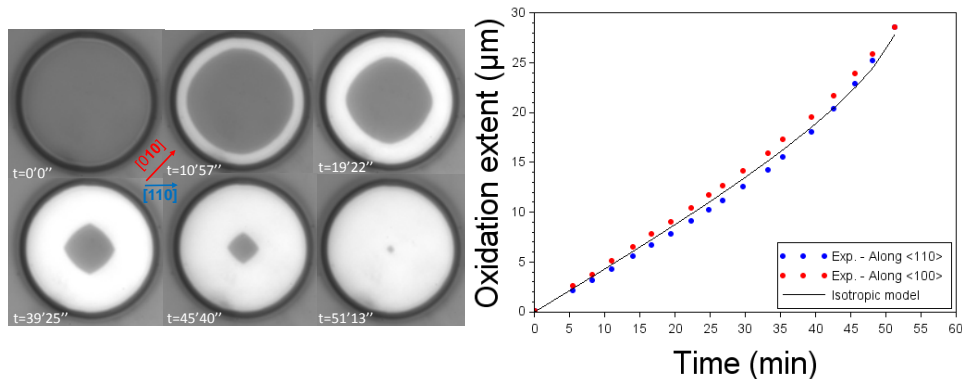 t=0'0''
t=10'57''
t=19'22''
[010]
[110]
t=39'25''
t=45'40''
t=51'13''
Oxidation extent (µm)
30
25
20
15
10
5
0
Exp. - Along <110>
Exp. - Along <100>
Isotropic model
0 5 10 15 20 25 30 35 40 45 50 55 60
Time (min)